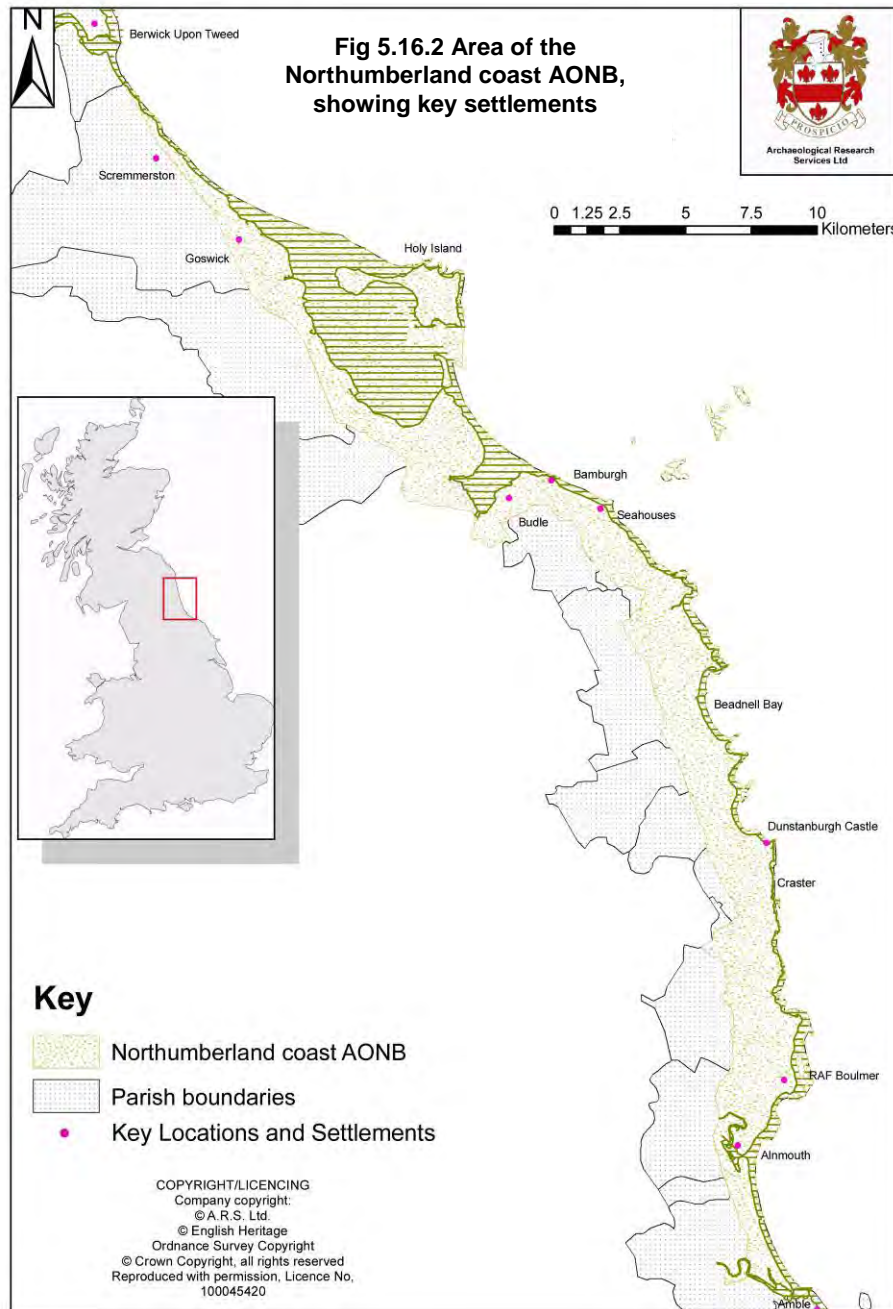 N
Berwick Upon Tweed
Fig 5.16.2 Area of the
Northumberland coast AONB,
showing key settlements
PROSPICIO
Archaeological Research
Services Ltd
Scremmerston
0 1.25 2.5 5 7.5 10
Kilometers
Goswick
Holy Island
Bamburgh
Seahouses
Budle
Beadnell Bay
Dunstanburgh Castle
Craster
RAF Boulmer
Alnmouth
Amble
Key
Northumberland coast AONB
Parish boundaries
Key Locations and Settlements
COPYRIGHT/LICENCING
Company copyright:
© A.R.S. Ltd.
© English Heritage
Ordnance Survey Copyright
© Crown Copyright, all rights reserved
Reproduced with permission, Licence No,
100045420